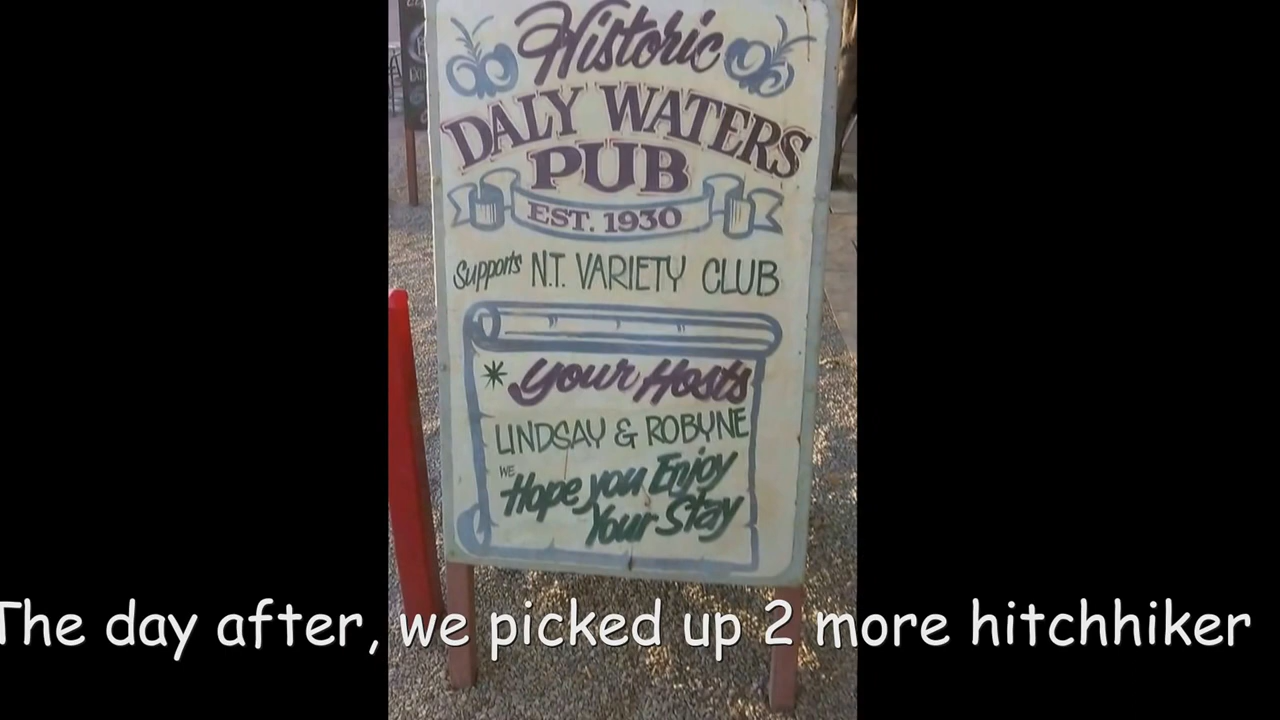 Historic
DALY WATERS
PUB
EST. 1930
Supports N.T. VARIETY CLUB
* Your Hosts
LINDSAY & ROBYNE
WE
Hope you Enjoy
Your Stay
The day after, we picked up 2 more hitchhiker